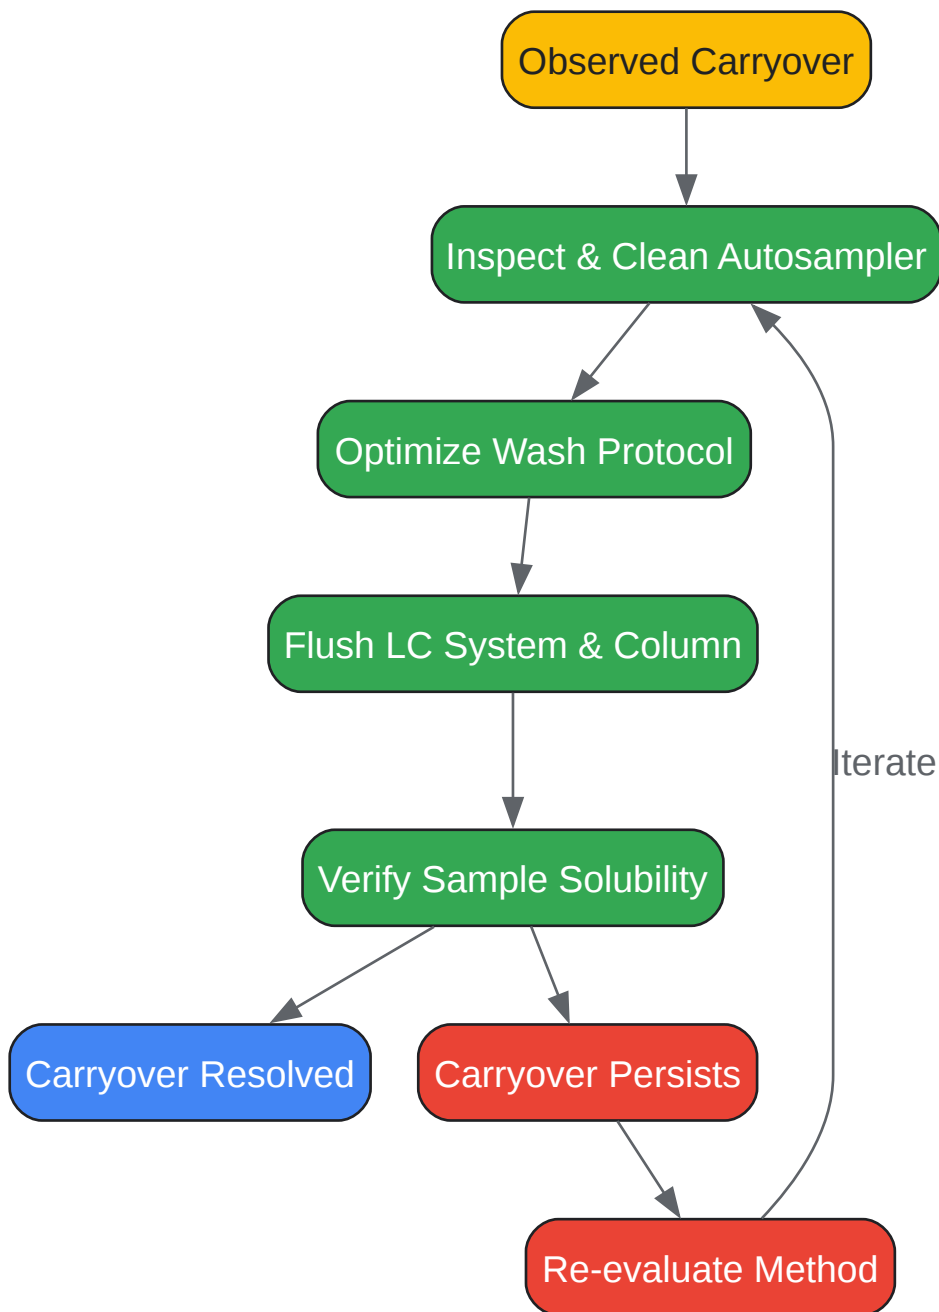 Observed Carryover
Inspect & Clean Autosampler
Optimize Wash Protocol
Flush LC System & Column
Iterate
Verify Sample Solubility
Carryover Resolved
Carryover Persists
Re-evaluate Method